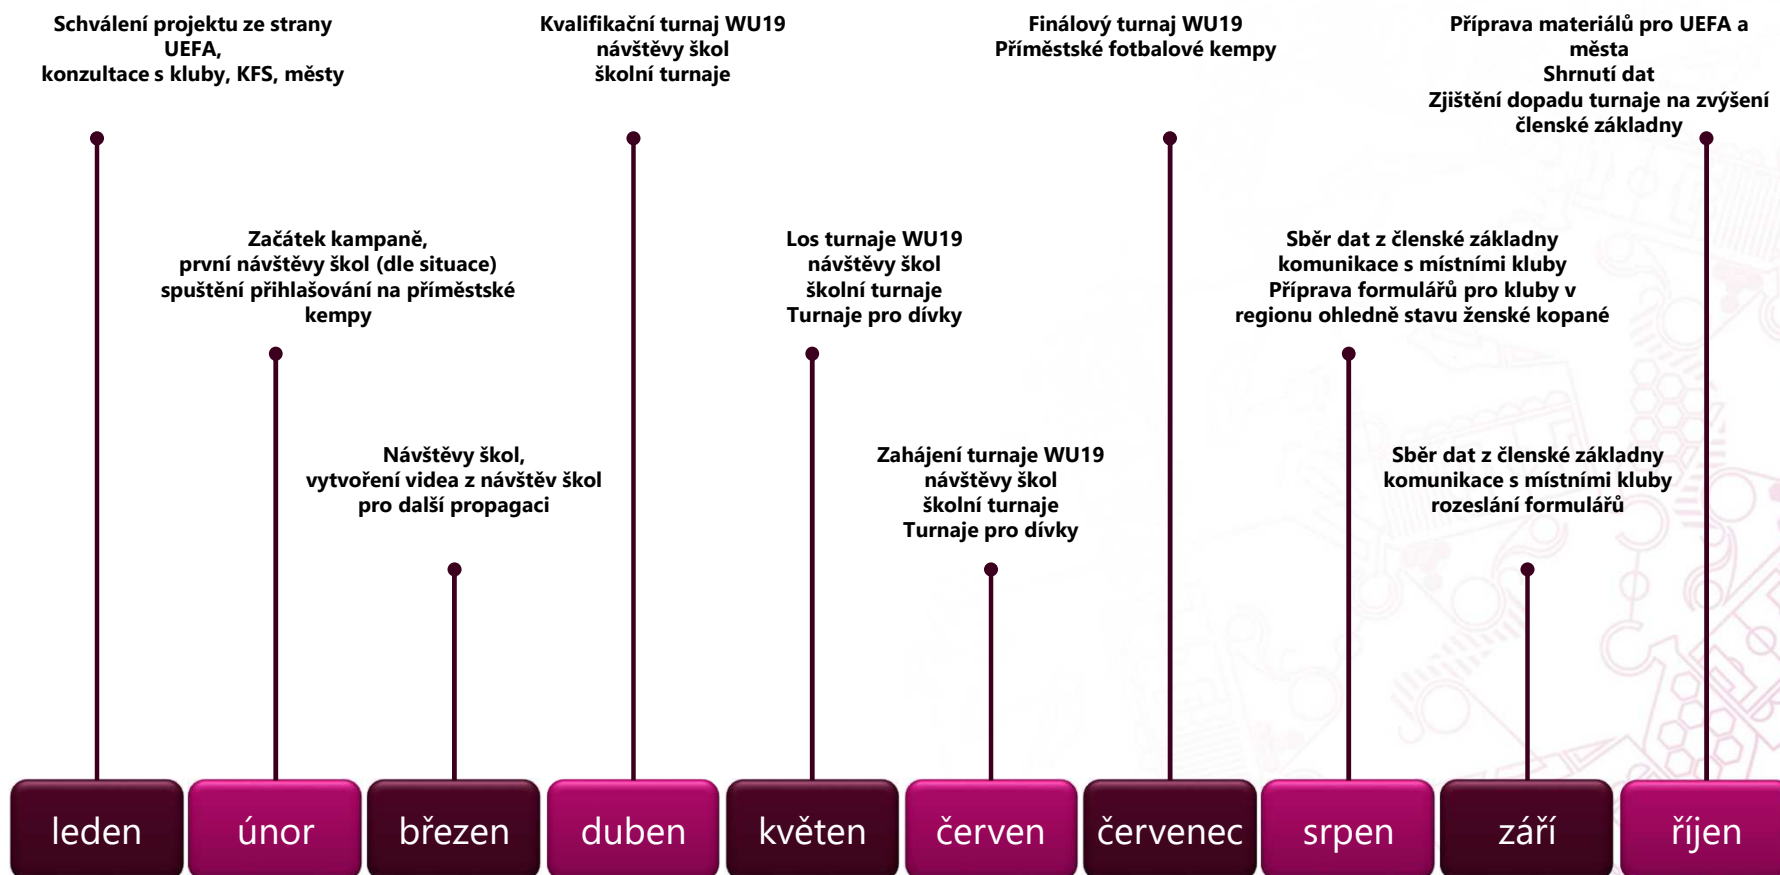 Schválení projektu ze strany
UEFA,
konzultace s kluby, KFS, městy
Kvalifikační turnaj WU19
návštěvy škol
školní turnaje
Finálový turnaj WU19
Příměstské fotbalové kempy
Příprava materiálů pro UEFA a
města
Shrnutí dat
Zjištění dopadu turnaje na zvýšení
členské základny
Začátek kampaně,
první návštěvy škol (dle situace)
spuštění přihlašování na příměstské
kempy
Los turnaje WU19
návštěvy škol
školní turnaje
Turnaje pro dívky
Sběr dat z členské základny
komunikace s místními kluby
Příprava formulářů pro kluby v
regionu ohledně stavu ženské kopané
Návštěvy škol,
vytvoření videa z návštěv škol
pro další propagaci
Zahájení turnaje WU19
návštěvy škol
školní turnaje
Turnaje pro dívky
Sběr dat z členské základny
komunikace s místními kluby
rozeslání formulářů
leden
únor
březen
duben
květen
červen
červenec
srpen
září
říjen